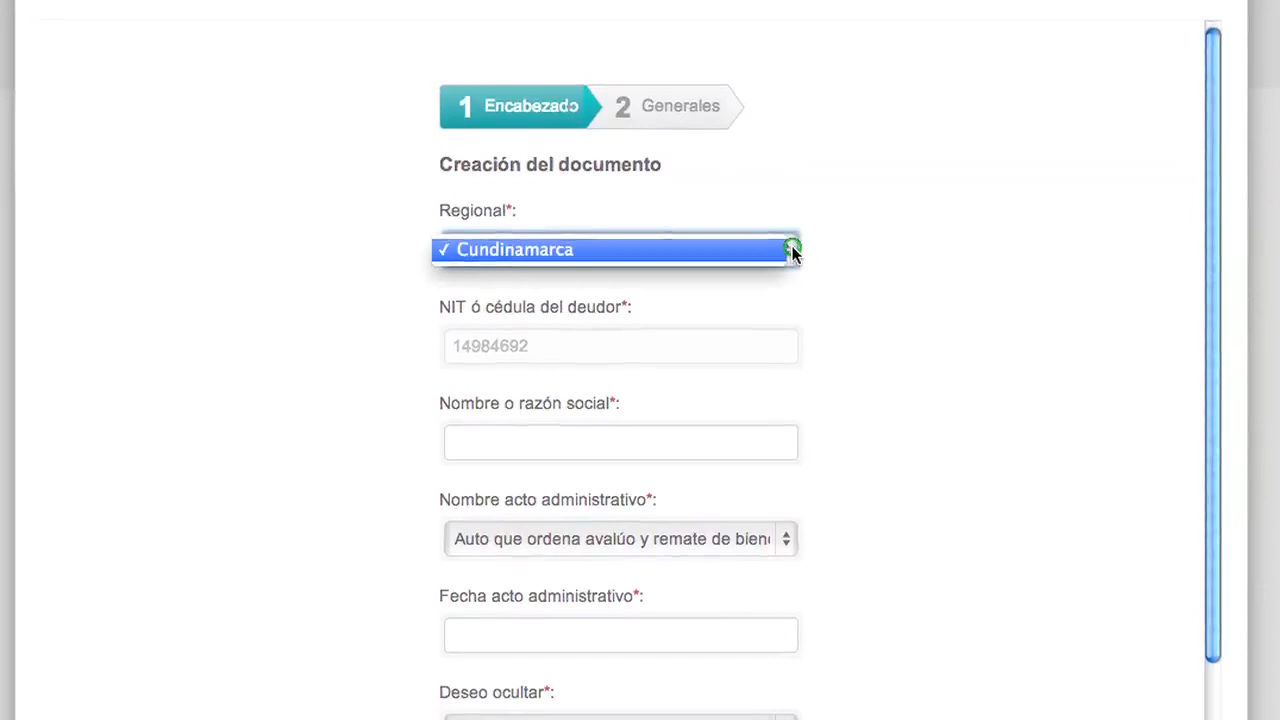 1 Encabezado 2 Generales
Creación del documento
Regional*:
✓ Cundinamarca
NIT ó cédula del deudor*:
14984692
Nombre o razón social*:
Nombre acto administrativo*:
Auto que ordena avalúo y remate de bien
Fecha acto administrativo*:
Deseo ocultar*: